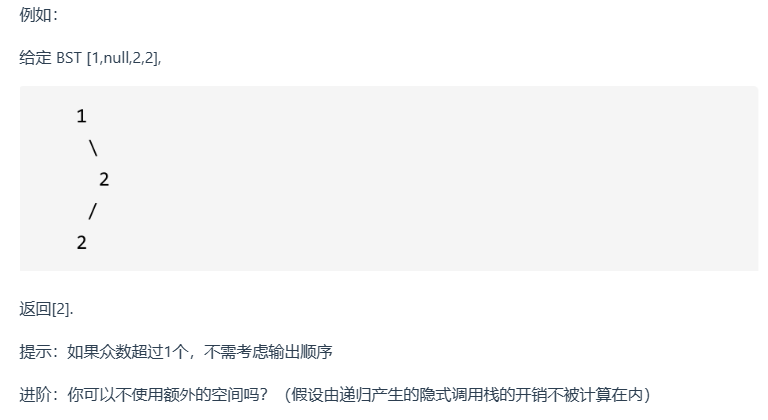 例如：
给定 BST [1,null,2,2],
1
\
2
/
2
返回[2].
提示：如果众数超过1个，不需考虑输出顺序
进阶：你可以不使用额外的空间吗？（假设由递归产生的隐式调用栈的开销不被计算在内）